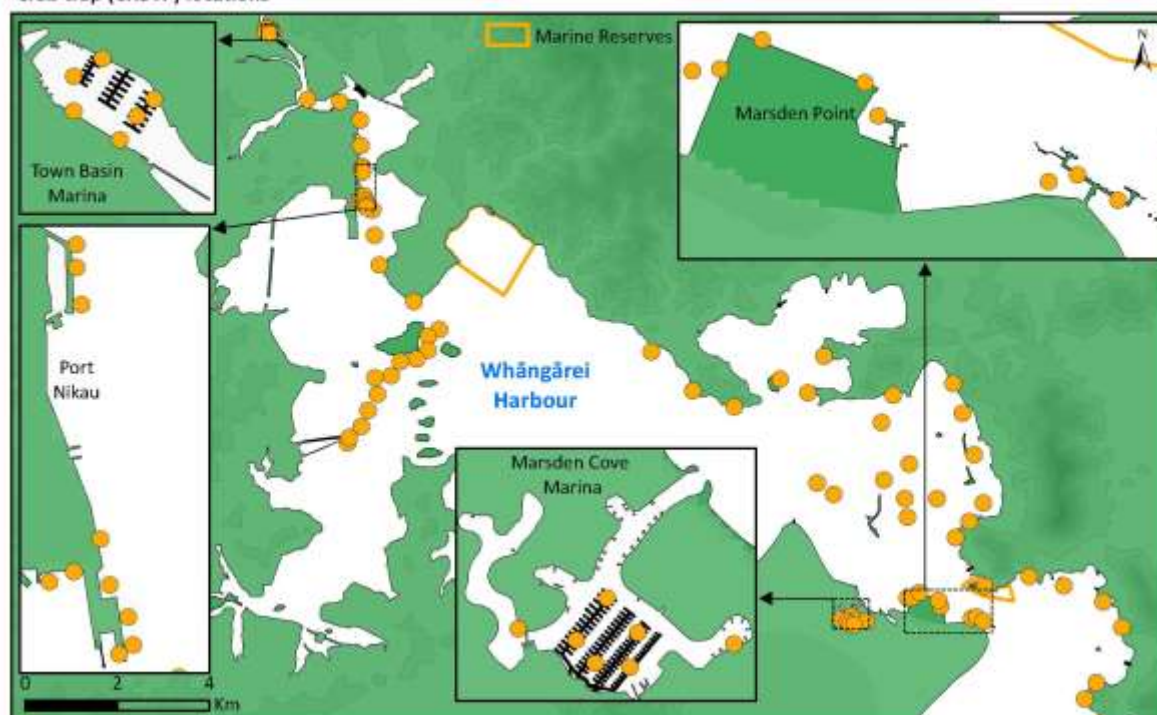 Marine Reserves
N
Marsden Point
Town Basin
Marina
Port
Nikau
Whāngārei
Harbour
Marsden Cove
Marina
0 2 4
Km